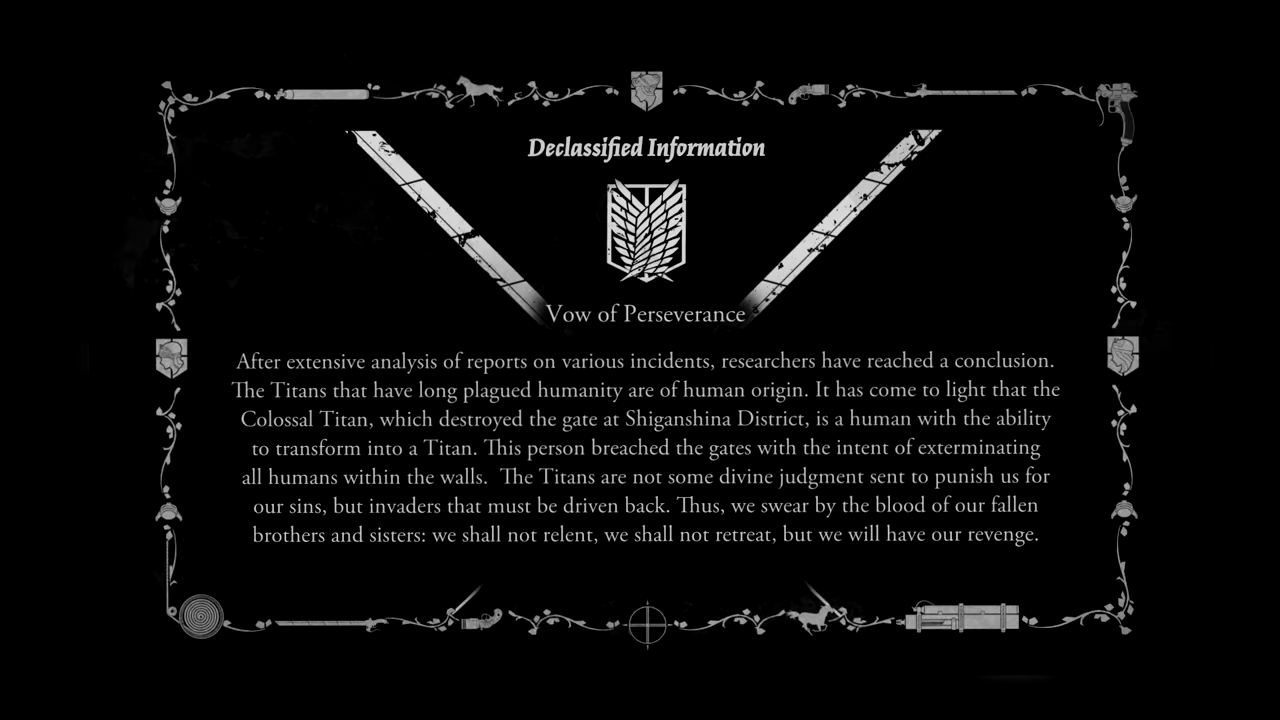 Declassified Information
Vow of Perseverance
After extensive analysis of reports on various incidents, researchers have reached a conclusion.
The Titans that have long plagued humanity are of human origin. It has come to light that the
Colossal Titan, which destroyed the gate at Shiganshina District, is a human with the ability
to transform into a Titan. This person breached the gates with the intent of exterminating
all humans within the walls.  The Titans are not some divine judgment sent to punish us for
our sins, but invaders that must be driven back. Thus, we swear by the blood of our fallen
brothers and sisters: we shall not relent, we shall not retreat, but we will have our revenge.